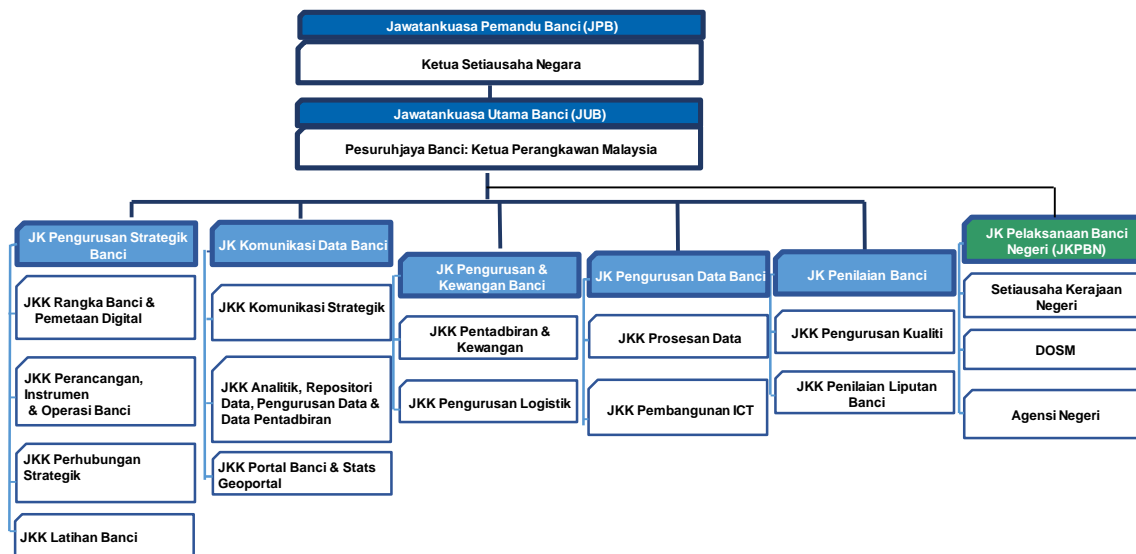 Jawatankuasa Pemandu Banci (JPB)
Ketua Setiausaha Negara
Jawatankuasa Utama Banci (JUB)
Pesuruhjaya Banci: Ketua Perangkawan Malaysia
JK Pengurusan Strategik
Banci
JKK Rangka Banci &
Pemetaan Digital
JKK Perancangan,
Instrumen
& Operasi Banci
JKK Perhubungan
Strategik
JKK Latihan Banci
JK Komunikasi Data Banci
JKK Komunikasi Strategik
JKK Analitik, Repositori
Data, Pengurusan Data &
Data Pentadbiran
JKK Portal Banci & Stats
Geoportal
JK Pengurusan &
Kewangan Banci
JKK Pentadbiran &
Kewangan
JKK Pengurusan Logistik
JK Pengurusan Data Banci
JKK Prosesan Data
JKK Pembangunan ICT
JK Penilaian Banci
JKK Pengurusan Kualiti
JKK Penilaian Liputan
Banci
JK Pelaksanaan Banci
Negeri (JKPBN)
Setiausaha Kerajaan
Negeri
DOSM
Agensi Negeri